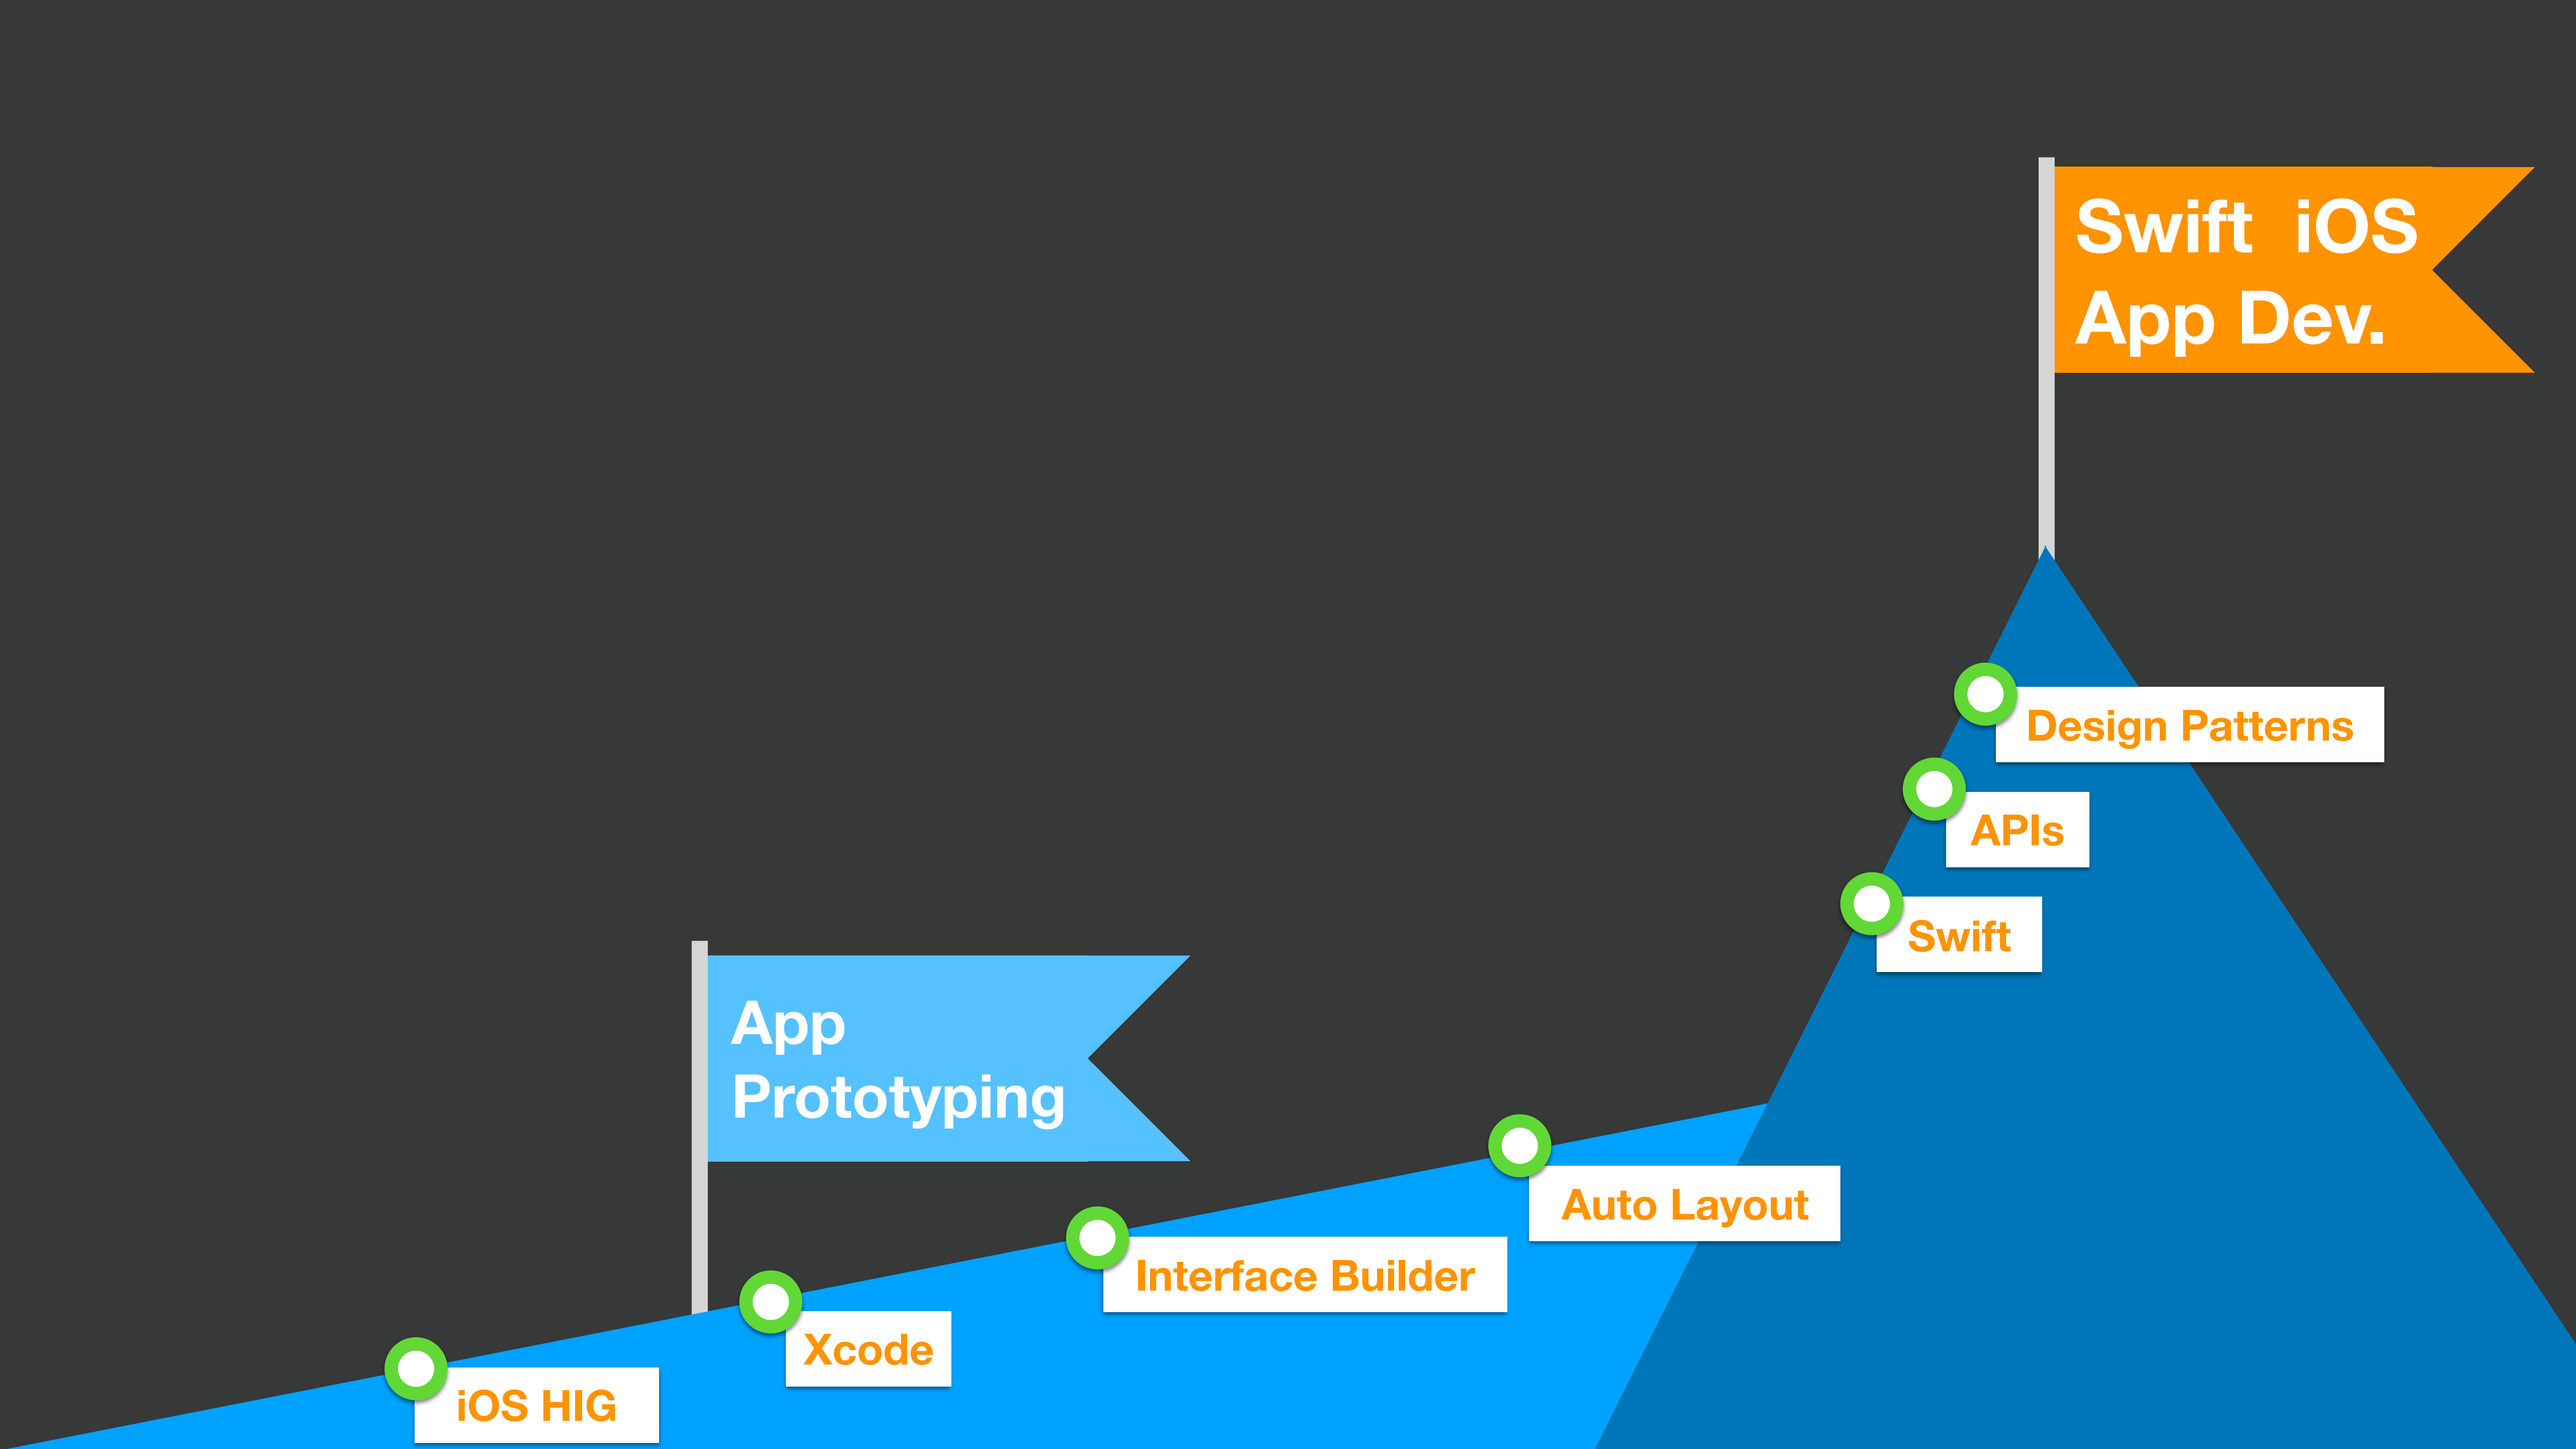 Swift  iOS
App Dev.
Design Patterns
APIs
Swift
App
Prototyping
Auto Layout
Interface Builder
Xcode
iOS HIG